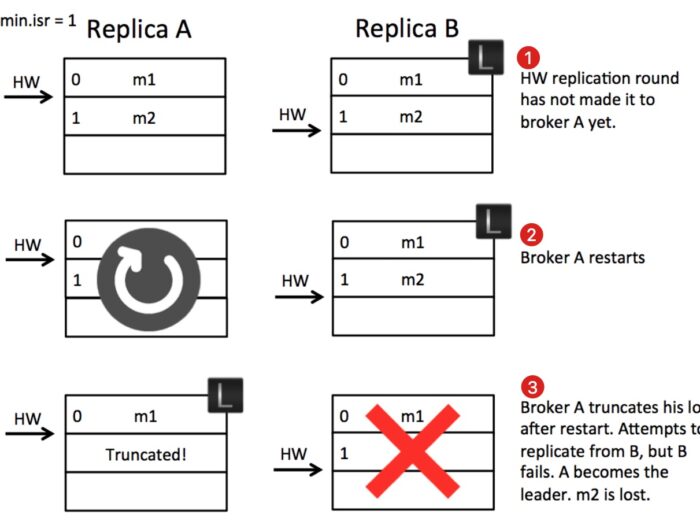 min.isr = 1
Replica A
Replica B
HW
0 m1
1 m2
HW
L
0 m1
1 m2
1
HW replication round
has not made it to
broker A yet.
HW
0
1
HW
L
0 m1
1 m2
2
Broker A restarts
HW
L
0 m1
Truncated!
HW
0 m1
1
3
Broker A truncates his lo
after restart. Attempts to
replicate from B, but B
fails. A becomes the
leader. m2 is lost.